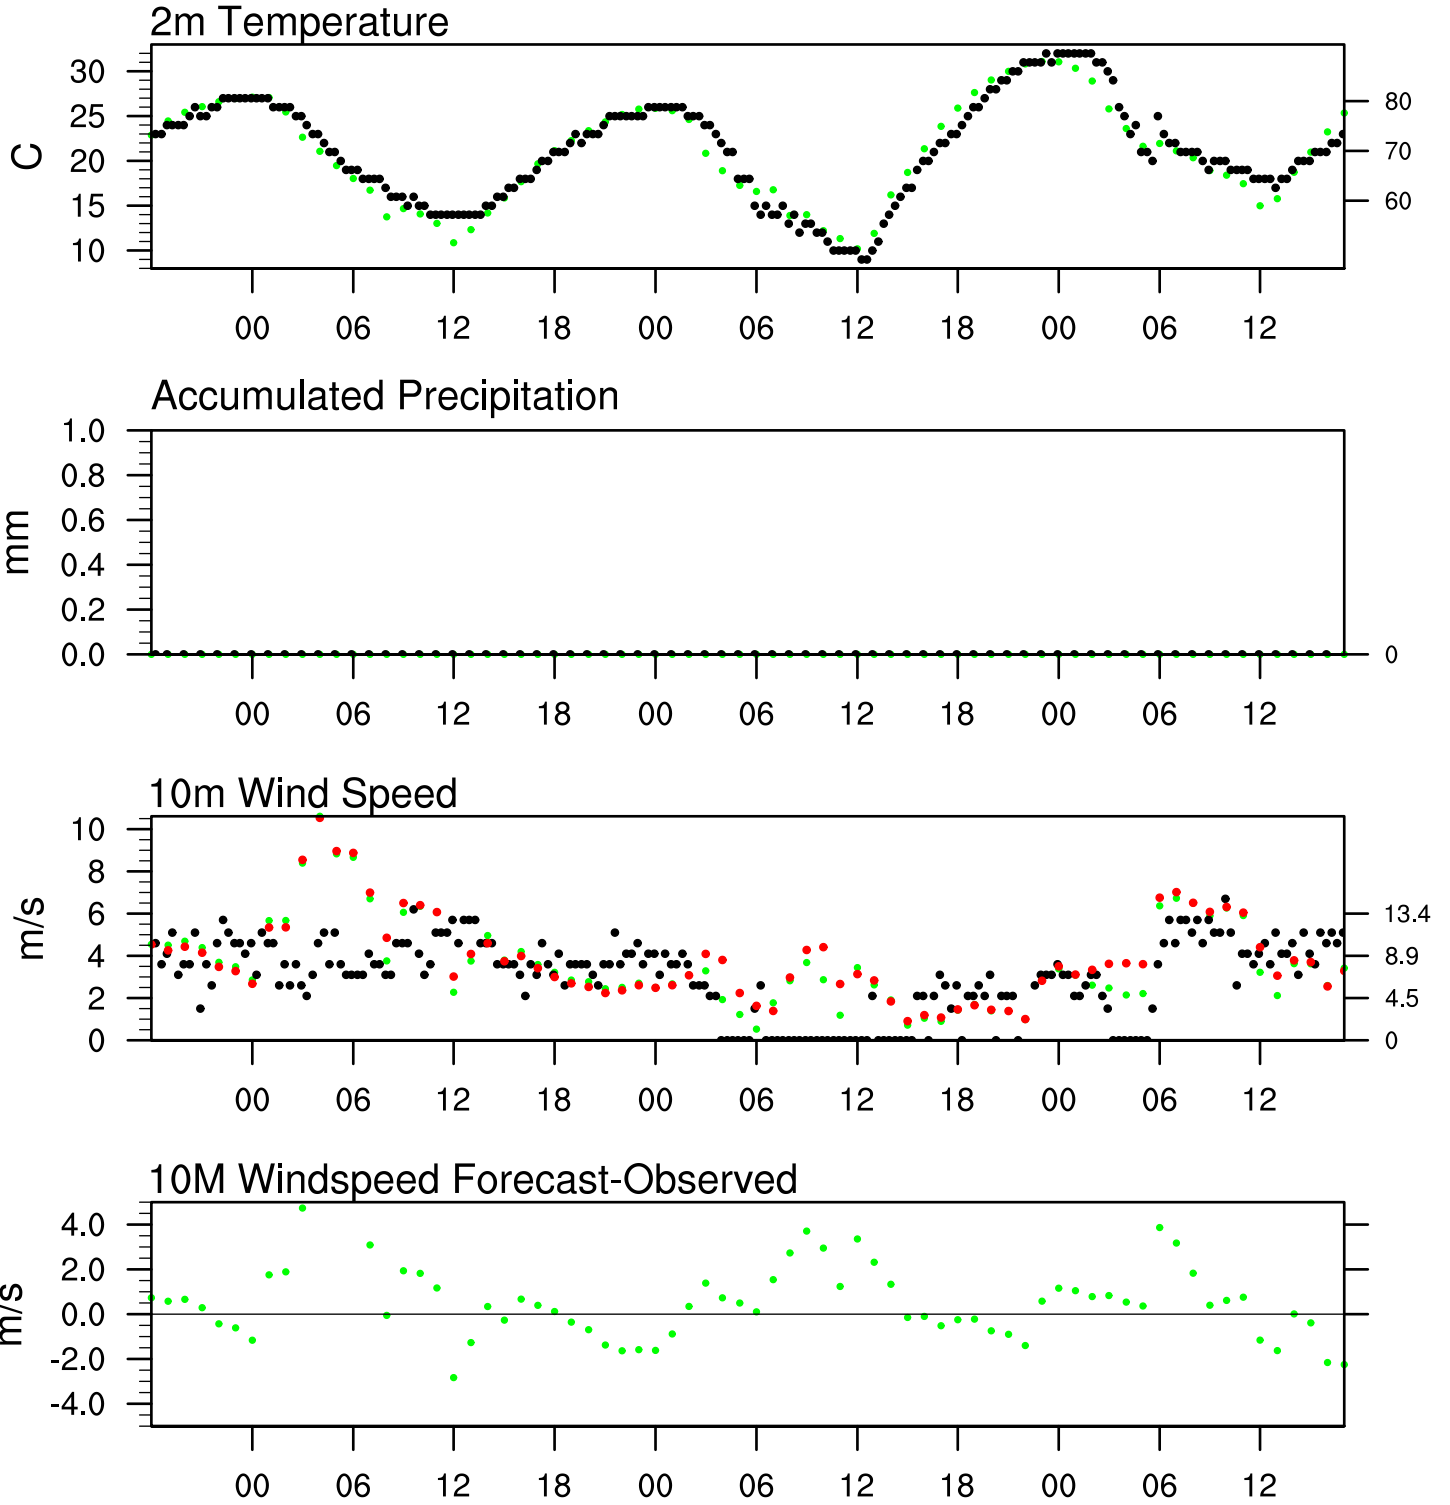 2m Temperature
C
30
25
20
15
10
80
70
60
00 06 12 18 00 06 12 18 00 06 12
Accumulated Precipitation
mm
1.0
0.8
0.6
0.4
0.2
0.0
0
00 06 12 18 00 06 12 18 00 06 12
10m Wind Speed
m/s
10
8
6
4
2
0
13.4
8.9
4.5
0
00 06 12 18 00 06 12 18 00 06 12
10M Windspeed Forecast-Observed
m/s
4.0
2.0
0.0
-2.0
-4.0
00 06 12 18 00 06 12 18 00 06 12